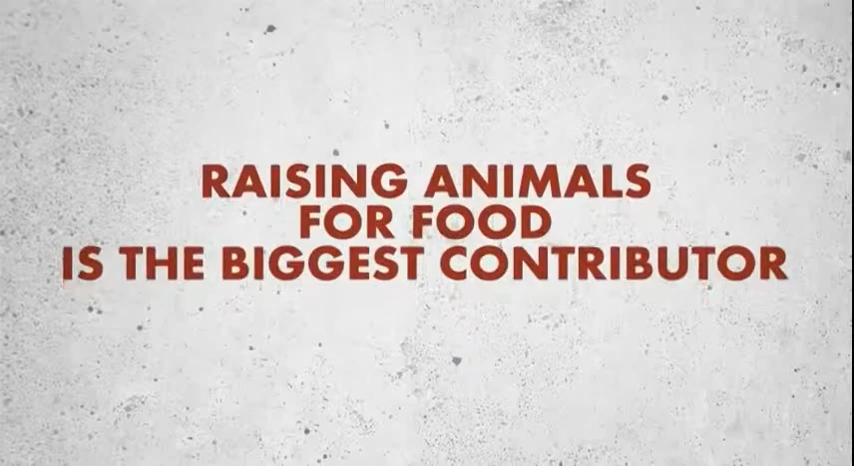 RAISING ANIMALS
FOR FOOD
IS THE BIGGEST CONTRIBUTOR